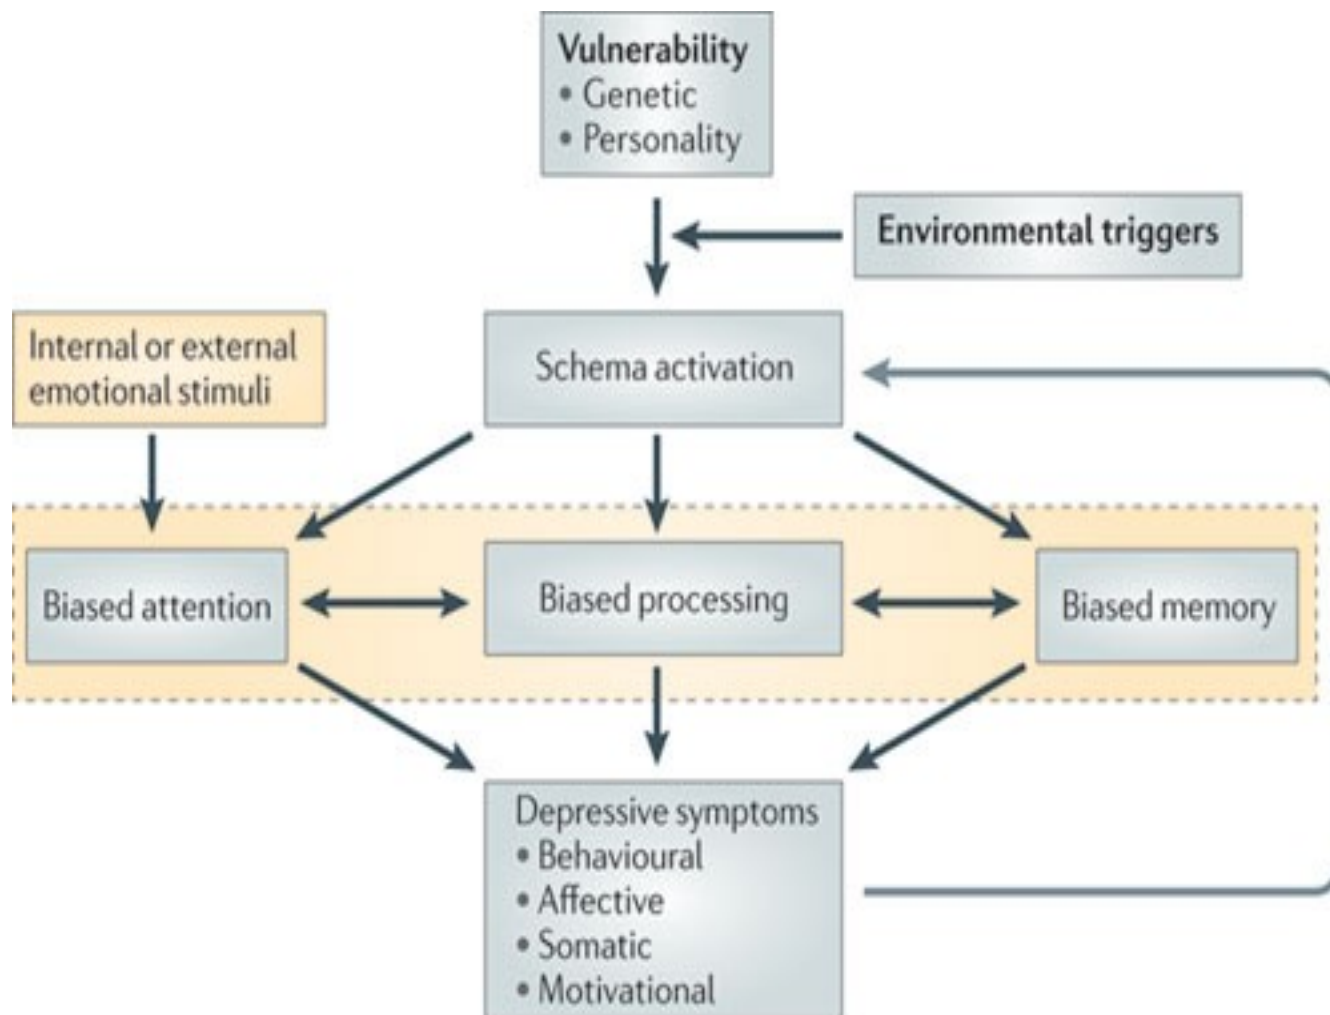 Vulnerability
• Genetic
• Personality
Environmental triggers
Internal or external
emotional stimuli
Schema activation
Biased attention
Biased processing
Biased memory
Depressive symptoms
• Behavioural
• Affective
• Somatic
• Motivational